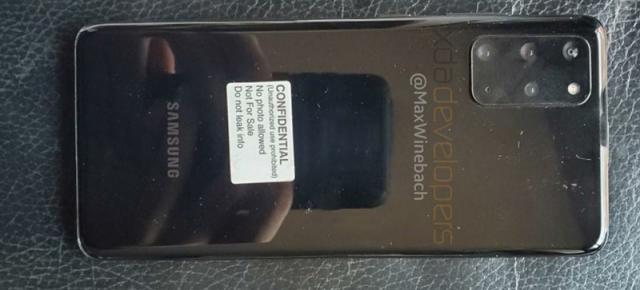 SAMSUNG
CONFIDENTIAL
(Unauthorized use prohibited)
No photo allowed
Not For Sale
Do not leak info
xdadevelopers
@MaxWinebach